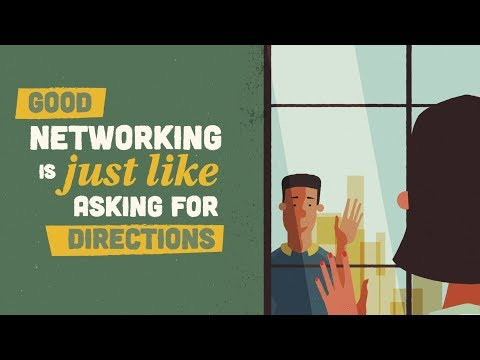 GOOD
NETWORKING
IS just like
ASKING FOR
DIRECTIONS